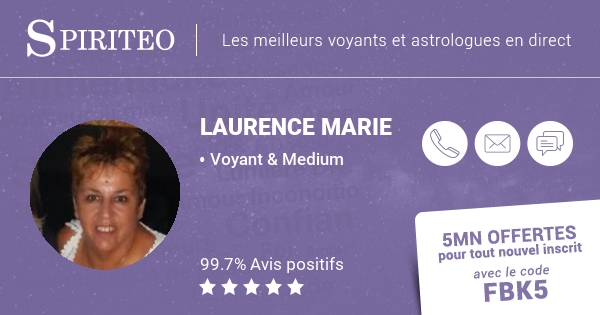 SPIRITEO
Les meilleurs voyants et astrologues en direct
LAURENCE MARIE
• Voyant & Medium
99.7% Avis positifs
5MN OFFERTES
pour tout nouvel inscrit
avec le code
FBK5